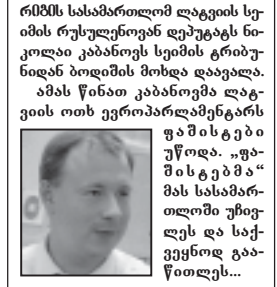 რიგის სასამართლომ ლატვიის სე-
იმის რუსულენოვან დეპუტატს ნი-
კოლაი კაბანოვს სეიმის ტრიბუ-
ნიდან ბოდიშის მოხდა დაავალა.
ამას წინათ კაბანოვმა ლატ-
ვიის ოთხ ევროპარლამენტარს
ფაშისტები
უწოდა. „ფა-
შისტებმა“
მას სასამარ-
თლოში უჩივ-
ლეს და საქ-
ვეყნოდ გაა-
წითლეს...